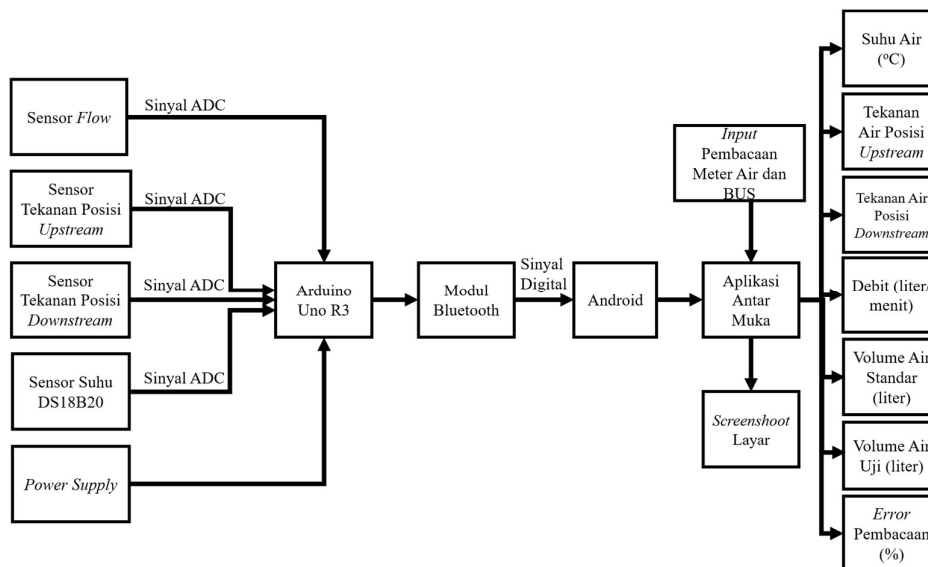 Sensor Flow
Sinyal ADC
Sensor
Tekanan Posisi
Upstream
Sinyal ADC
Sensor
Tekanan Posisi
Downstream
Sinyal ADC
Sensor Suhu
DS18B20
Sinyal ADC
Power Supply
Arduino
Uno R3
Modul
Bluetooth
Sinyal
Digital
Android
Input
Pembacaan
Meter Air dan
BUS
Aplikasi
Antar
Muka
Screenshoot
Layar
Suhu Air
(°C)
Tekanan
Air Posisi
Upstream
Tekanan Air
Posisi
Downstream
Debit (liter/
menit)
Volume Air
Standar
(liter)
Volume Air
Uji (liter)
Error
Pembacaan
(%)